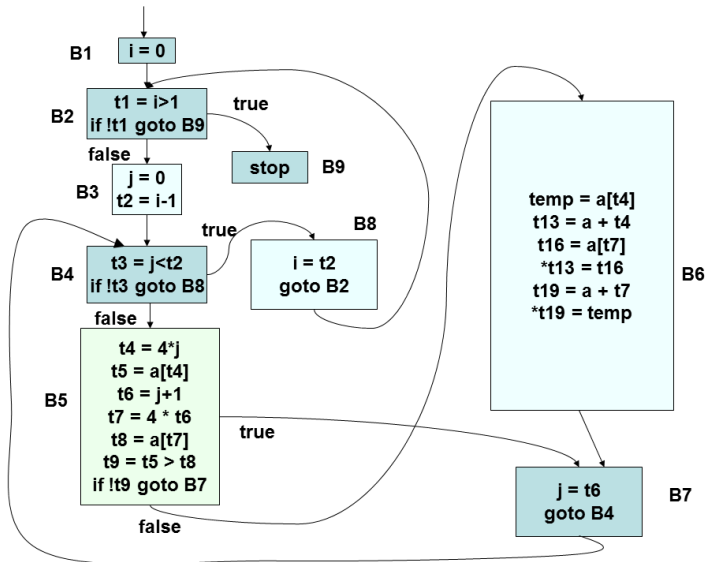 B1
i = 0
B2
t1 = i>1
if !t1 goto B9
true
false
stop
B9
B3
j = 0
t2 = i-1
true
B8
B4
t3 = j<t2
if !t3 goto B8
i = t2
goto B2
false
B5
t4 = 4*j
t5 = a[t4]
t6 = j+1
t7 = 4 * t6
t8 = a[t7]
t9 = t5 > t8
if !t9 goto B7
true
false
temp = a[t4]
t13 = a + t4
t16 = a[t7]
*t13 = t16
t19 = a + t7
*t19 = temp
B6
j = t6
goto B4
B7